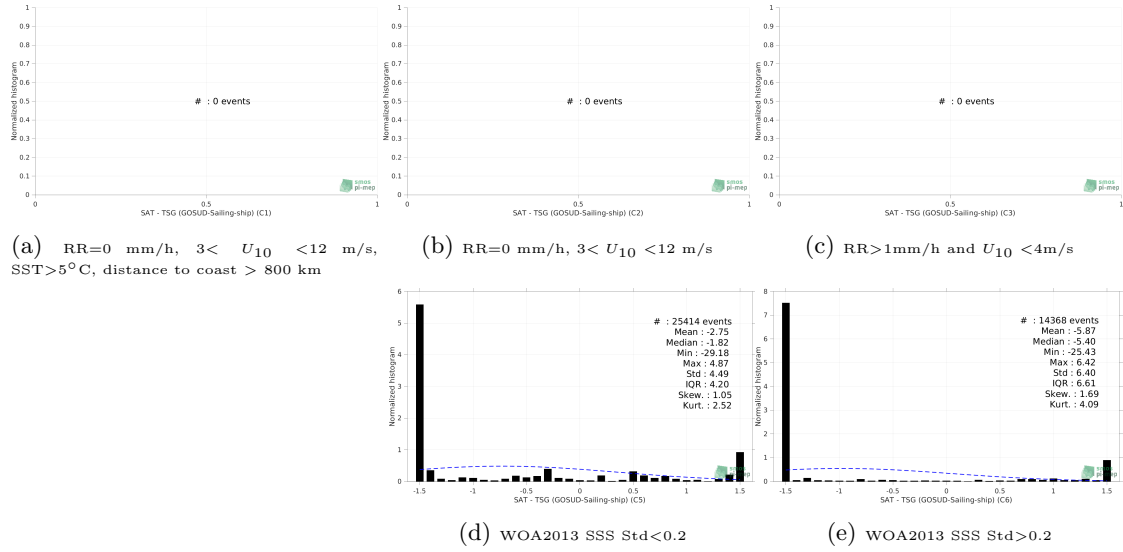 1
0.9
0.8
0.7
0.6
0.5
0.4
0.3
0.2
0.1
0
Normalized histogram
# : 0 events
smos
pi-mep
0 0.5 1
SAT - TSG (GOSUD-Sailing-ship) (C1)
(a) RR=0 mm/h, 3< U10 <12 m/s,
SST>5°C, distance to coast > 800 km
1
0.9
0.8
0.7
0.6
0.5
0.4
0.3
0.2
0.1
0
Normalized histogram
# : 0 events
smos
pi-mep
0 0.5 1
SAT - TSG (GOSUD-Sailing-ship) (C2)
(b) RR=0 mm/h, 3< U10 <12 m/s
1
0.9
0.8
0.7
0.6
0.5
0.4
0.3
0.2
0.1
0
Normalized histogram
# : 0 events
smos
pi-mep
0 0.5 1
SAT - TSG (GOSUD-Sailing-ship) (C3)
(c) RR>1mm/h and U10 <4m/s
6
5
4
3
2
1
0
Normalized histogram
# : 25414 events
Mean : -2.75
Median : -1.82
Min : -29.18
Max : 4.87
Std : 4.49
IQR : 4.20
Skew. : 1.05
Kurt. : 2.52
smos
pi-mep
-1.5 -1 -0.5 0 0.5 1 1.5
SAT - TSG (GOSUD-Sailing-ship) (C5)
(d) WOA2013 SSS Std<0.2
8
7
6
5
4
3
2
1
0
Normalized histogram
# : 14368 events
Mean : -5.87
Median : -5.40
Min : -25.43
Max : 6.42
Std : 6.40
IQR : 6.61
Skew. : 1.69
Kurt. : 4.09
smos
pi-mep
-1.5 -1 -0.5 0 0.5 1 1.5
SAT - TSG (GOSUD-Sailing-ship) (C6)
(e) WOA2013 SSS Std>0.2